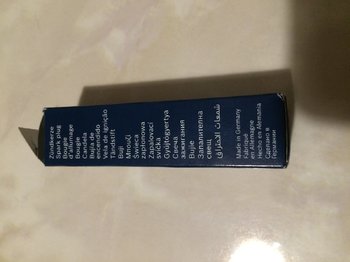 Zündkerze
Spark plug
Bougie
d'allumage
Bougie
Candela
Bujía de
encendido
Vela de ignição
Tändstift
Buji
Μπουζί
Świeca
zapłonowa
Zapalovací
svíčka
Gyújtógyertya
Свеча
зажигания
Bujie
Запалителна
свещ
شمعات الاحتراق
Made in Germany
Fabriqué
en Allemagne
Hecho en Alemania
Сделано в
Германии